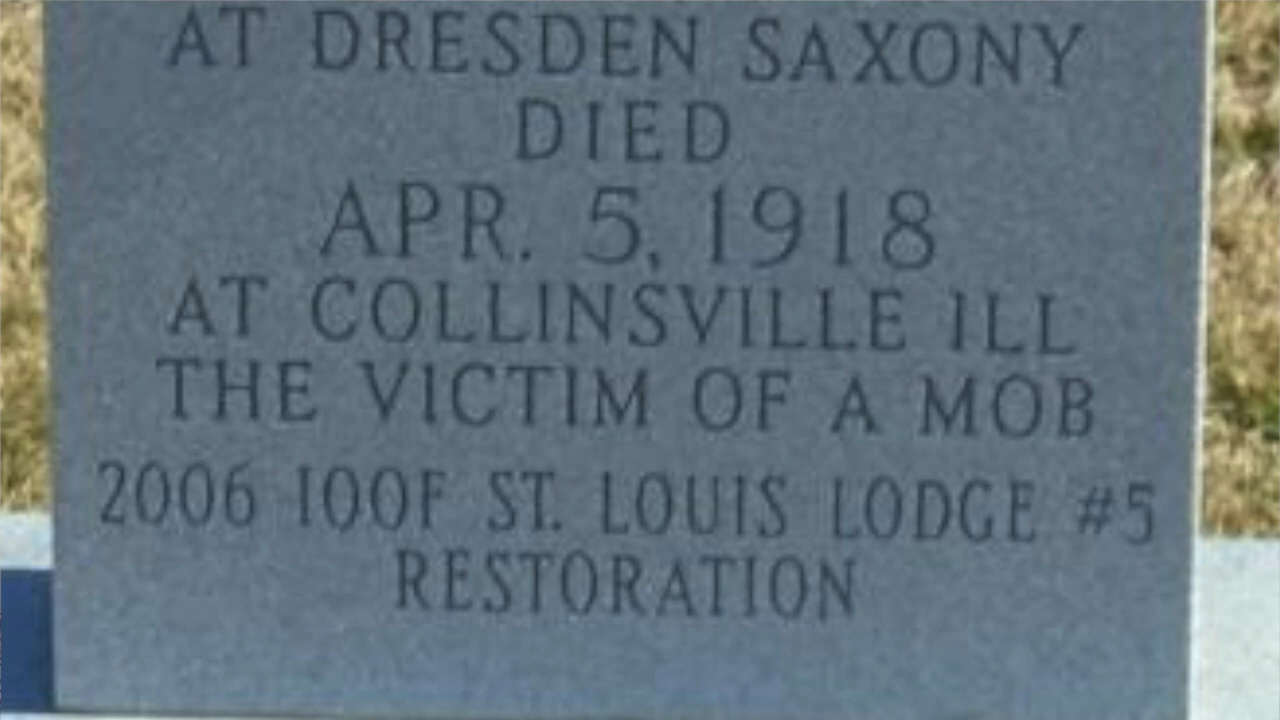 AT DRESDEN SAXONY
DIED
APR. 5, 1918
AT COLLINSVILLE ILL
THE VICTIM OF A MOB
2006 IOOF ST. LOUIS LODGE #5
RESTORATION